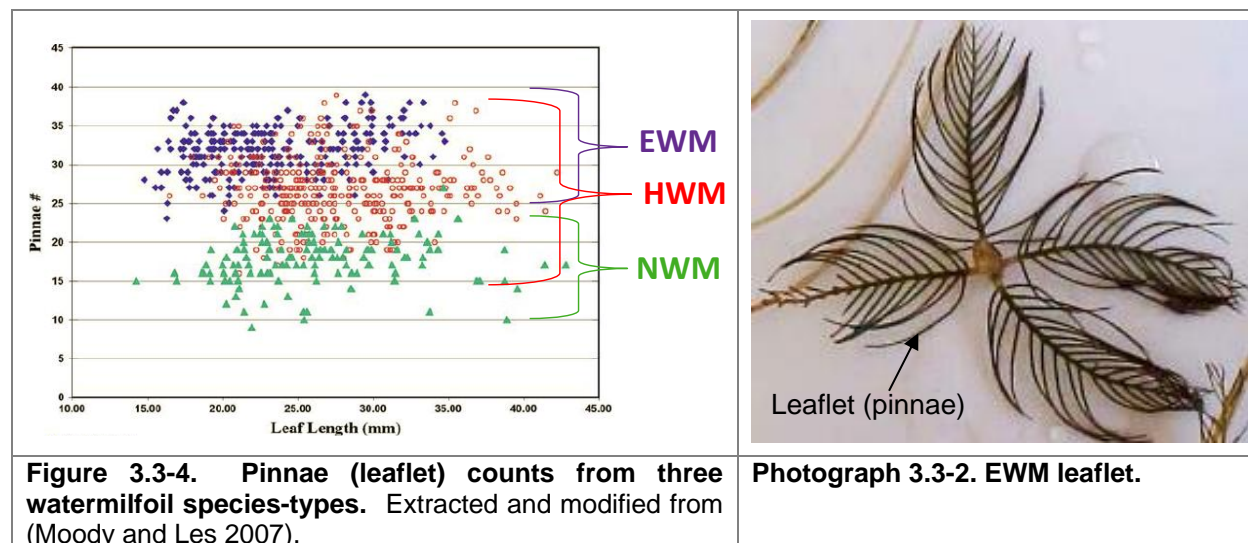 45
40
35
30
25
20
15
10
5
0
Pinnae #
10.00 15.00 20.00 25.00 30.00 35.00 40.00 45.00
Leaf Length (mm)
EWM
HWM
NWM
Leaflet (pinnae)
Figure 3.3-4. Pinnae (leaflet) counts from three
watermilfoil species-types. Extracted and modified from
(Moody and Les 2007).
Photograph 3.3-2. EWM leaflet.